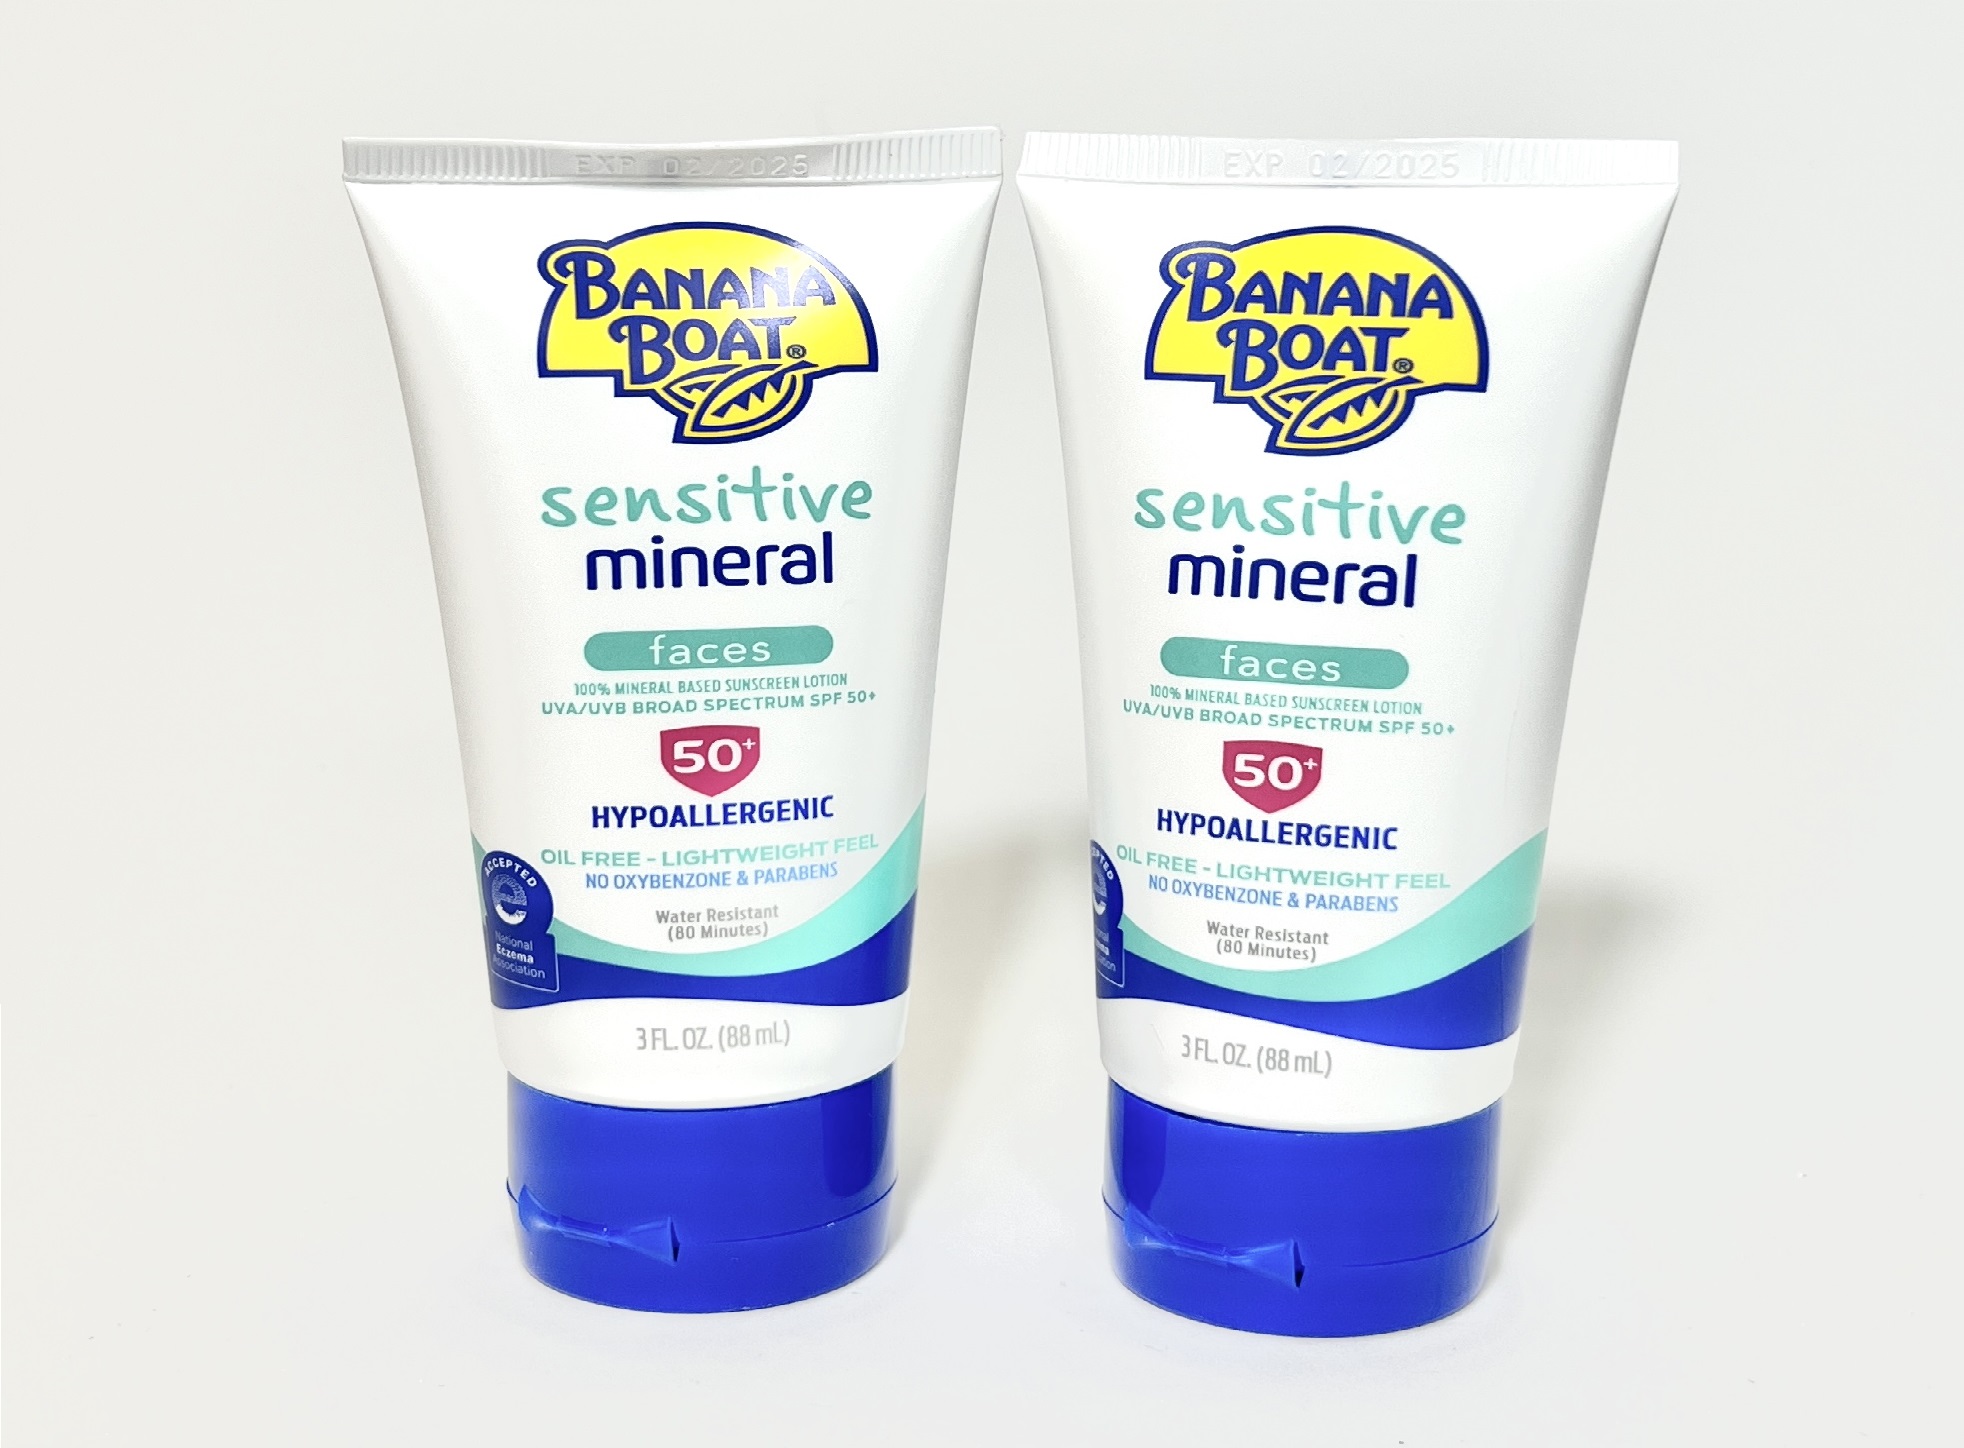 EXP 02/2025
BANANA
BOAT®
sensitive
mineral
faces
100% MINERAL BASED SUNSCREEN LOTION
UVA/UVB BROAD SPECTRUM SPF 50+
50+
HYPOALLERGENIC
OIL FREE - LIGHTWEIGHT FEEL
NO OXYBENZONE & PARABENS
Water Resistant
(80 Minutes)
ACCEPTED
e
National
Eczema
Association
3 FL. OZ. (88 mL)
EXP 02/2025
BANANA
BOAT®
sensitive
mineral
faces
100% MINERAL BASED SUNSCREEN LOTION
UVA/UVB BROAD SPECTRUM SPF 50+
50+
HYPOALLERGENIC
OIL FREE - LIGHTWEIGHT FEEL
NO OXYBENZONE & PARABENS
Water Resistant
(80 Minutes)
3 FL. OZ. (88 mL)